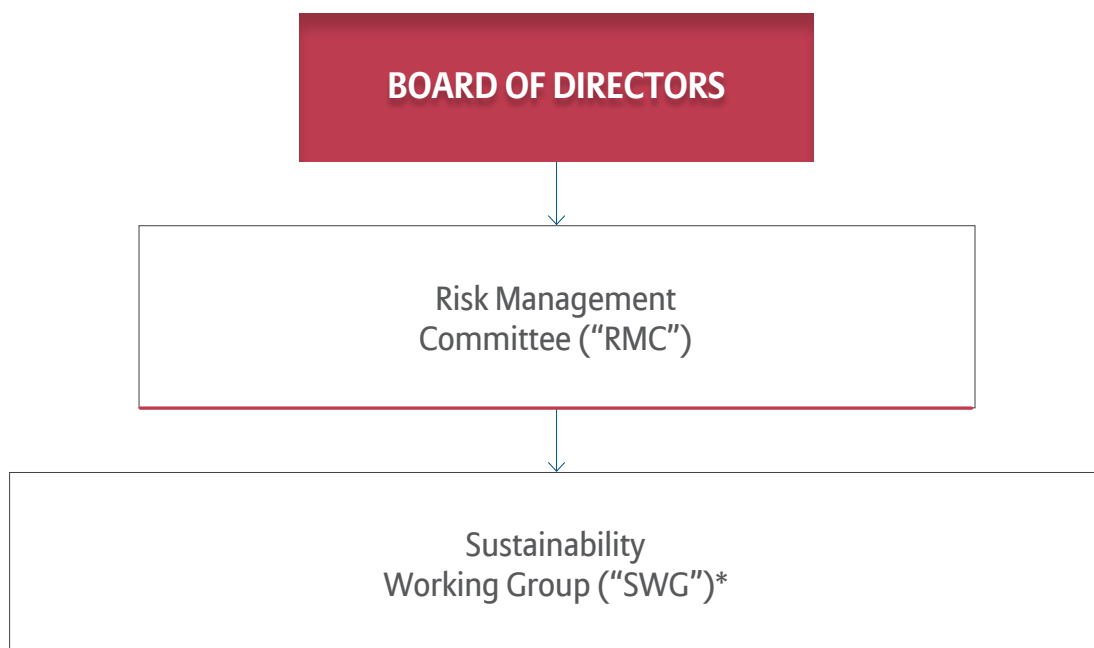 BOARD OF DIRECTORS
Risk Management
Committee (“RMC”)
Sustainability
Working Group (“SWG”)*